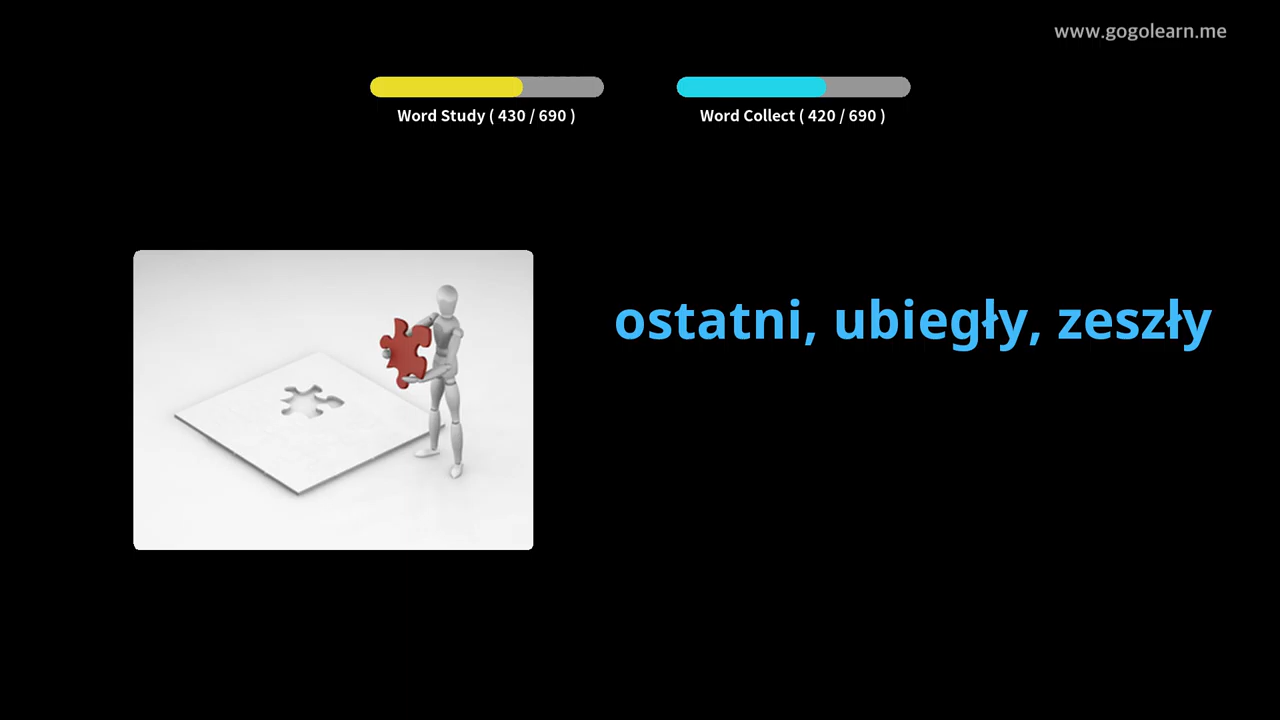 www.gogolearn.me
Word Study ( 430 / 690 )
Word Collect ( 420 / 690 )
ostatni, ubiegły, zeszły